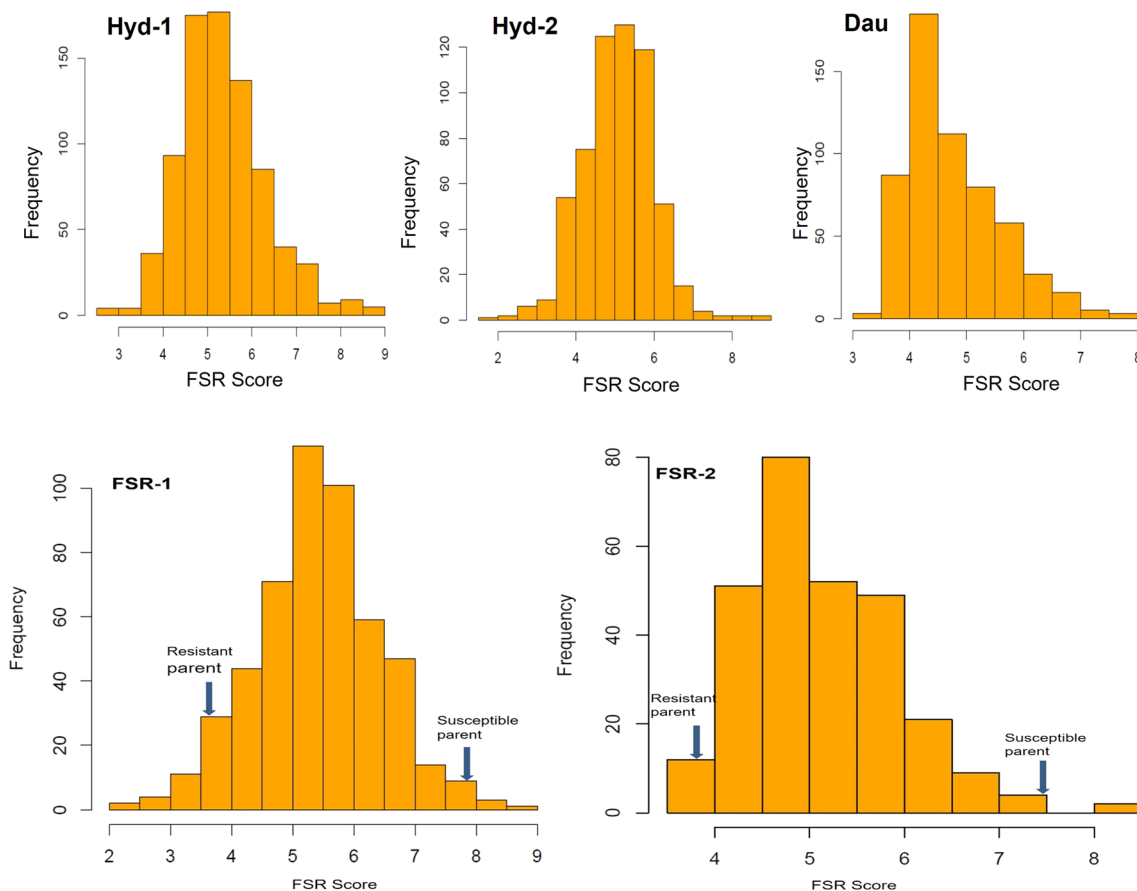 Hyd-1
Frequency
0
50
100
150
3 4 5 6 7 8 9
FSR Score
Hyd-2
Frequency
0
20
40
60
80
100
120
2 4 6 8
FSR Score
Dau
Frequency
0
50
100
150
3 4 5 6 7 8
FSR Score
FSR-1
Frequency
0
20
40
60
80
100
Resistant
parent
Susceptible
parent
2 3 4 5 6 7 8 9
FSR Score
FSR-2
Frequency
0
20
40
60
80
Resistant
parent
Susceptible
parent
4 5 6 7 8
FSR Score